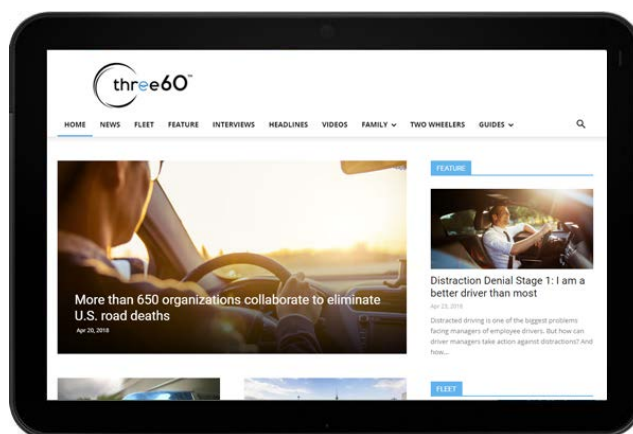 three60™
HOME NEWS FLEET FEATURE INTERVIEWS HEADLINES VIDEOS FAMILY TWO WHEELERS GUIDES
More than 650 organizations collaborate to eliminate
U.S. road deaths
Apr 20, 2018
FEATURE
Distraction Denial Stage 1: I am a
better driver than most
Apr 23, 2018
Distracted driving is one of the biggest problems
facing managers of employee drivers. But how can
driver managers take action against distractions? And
how...
FLEET